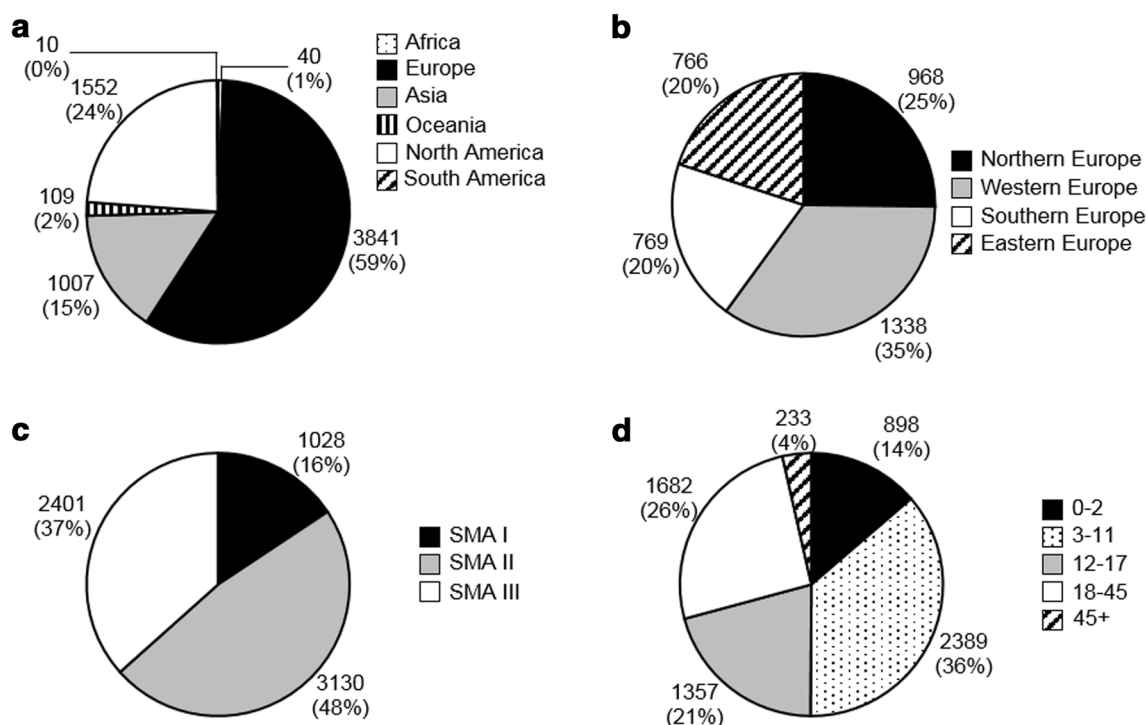 a
10
(0%)
40
(1%)
1552
(24%)
109
(2%)
1007
(15%)
3841
(59%)
Africa
Europe
Asia
Oceania
North America
South America
b
766
(20%)
968
(25%)
769
(20%)
1338
(35%)
Northern Europe
Western Europe
Southern Europe
Eastern Europe
c
1028
(16%)
2401
(37%)
3130
(48%)
SMA I
SMA II
SMA III
d
233
(4%)
898
(14%)
1682
(26%)
1357
(21%)
2389
(36%)
0-2
3-11
12-17
18-45
45+